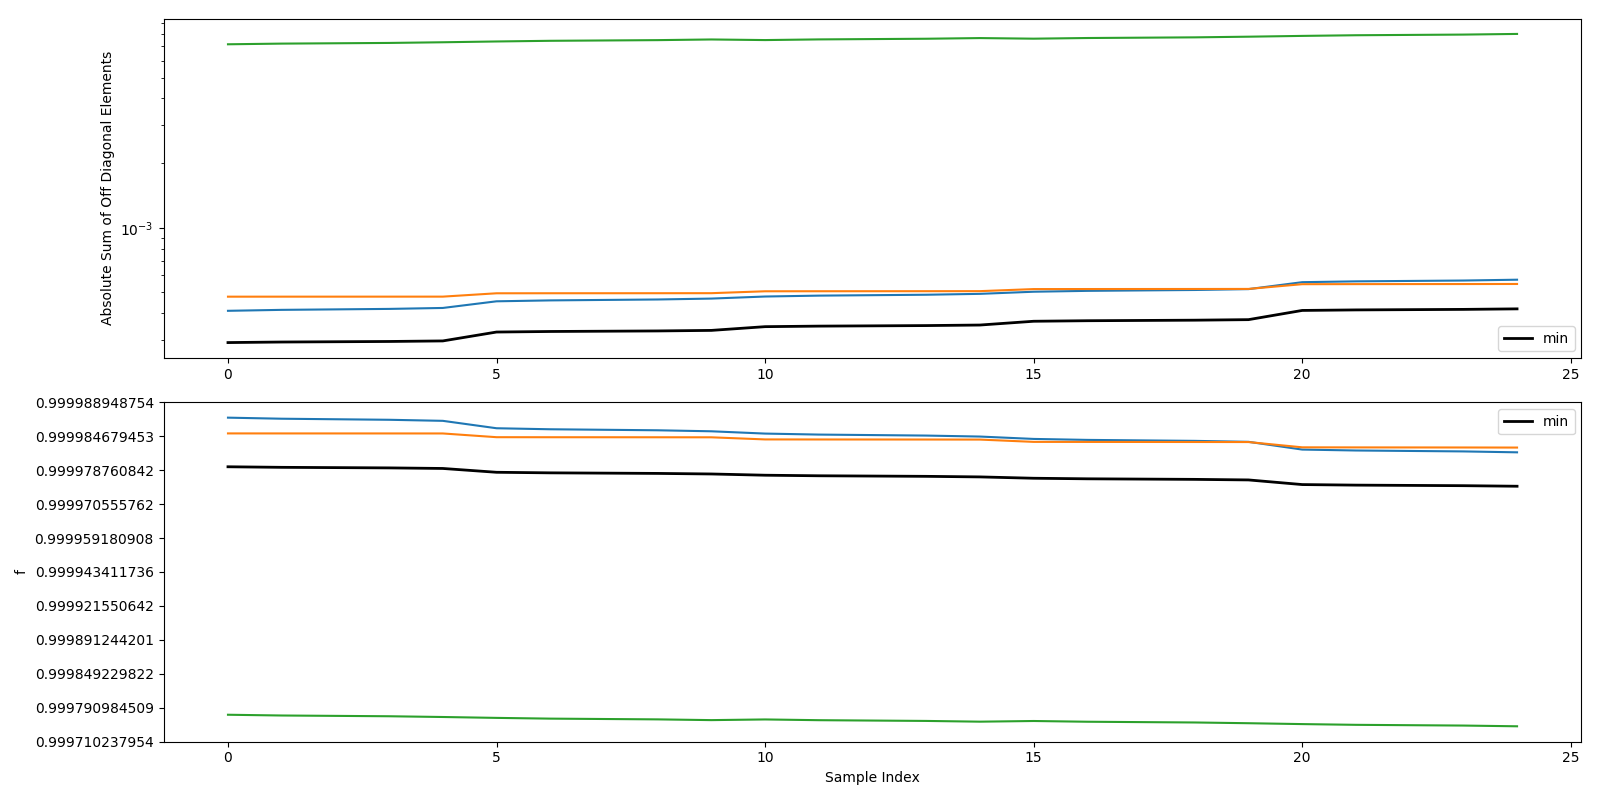 Absolute Sum of Off Diagonal Elements
10^{-3}
min
0 5 10 15 20 25
0.999988948754
0.999984679453
0.999978760842
0.999970555762
0.999959180908
0.999943411736
0.999921550642
0.999891244201
0.999849229822
0.999790984509
0.999710237954
f
min
0 5 10 15 20 25
Sample Index